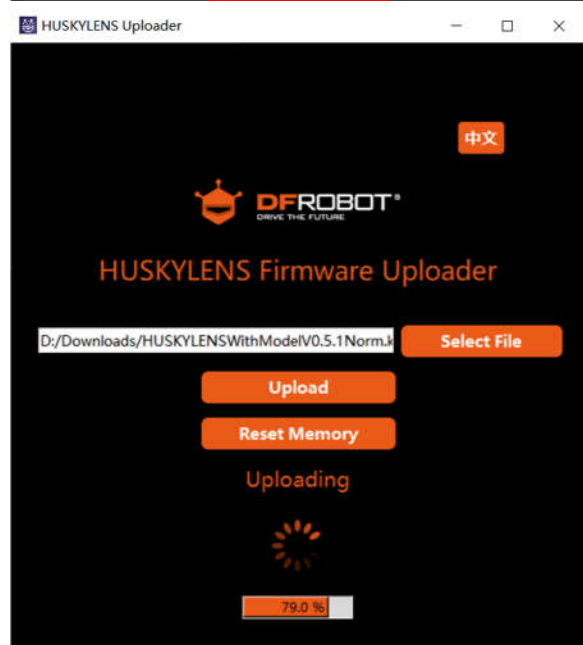 HUSKYLENS Uploader
中文
DFROBOT®
DRIVE THE FUTURE
HUSKYLENS Firmware Uploader
D:/Downloads/HUSKYLENSWithModelV0.5.1Norm.k
Select File
Upload
Reset Memory
Uploading
79.0 %